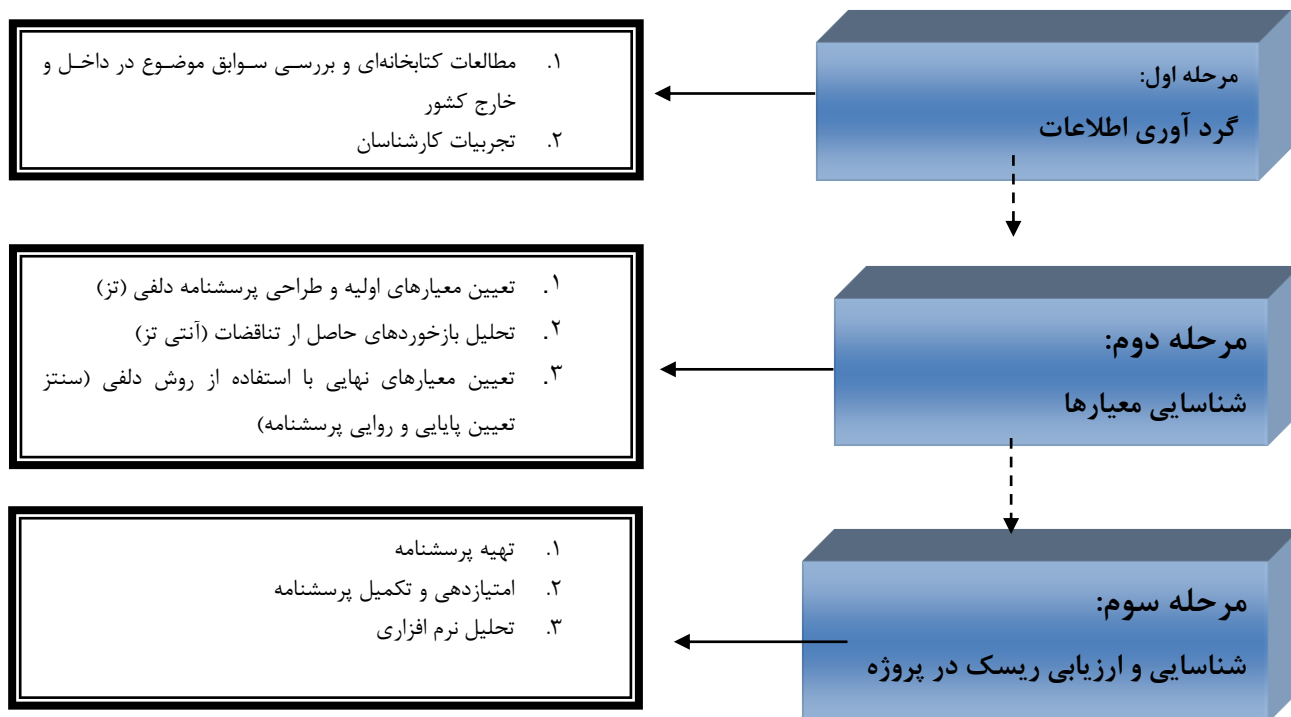 مرحله اول:
گرد آوری اطلاعات
۱. مطالعات کتابخانه‌ای و بررسی سوابق موضوع در داخل و
خارج کشور
۲. تجربیات کارشناسان
مرحله دوم:
شناسایی معیارها
۱. تعیین معیارهای اولیه و طراحی پرسشنامه دلفی (تز)
۲. تحلیل بازخوردهای حاصل ار تناقضات (آنتی تز)
۳. تعیین معیارهای نهایی با استفاده از روش دلفی (سنتز
تعیین پایایی و روایی پرسشنامه)
مرحله سوم:
شناسایی و ارزیابی ریسک در پروژه
۱. تهیه پرسشنامه
۲. امتیازدهی و تکمیل پرسشنامه
۳. تحلیل نرم افزاری